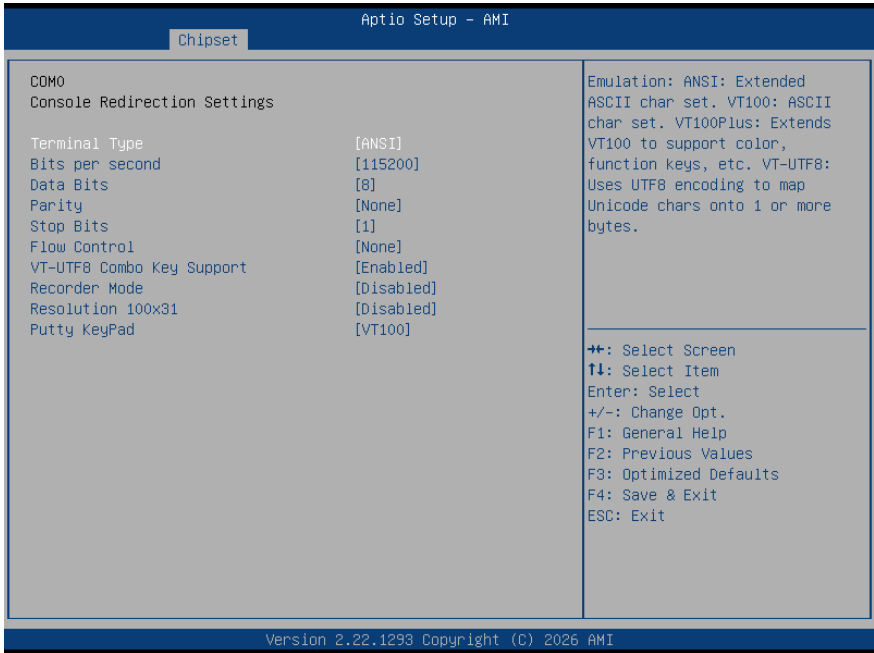 Aptio Setup – AMI
Chipset
COM0
Console Redirection Settings
Terminal Type [ANSI]
Bits per second [115200]
Data Bits [8]
Parity [None]
Stop Bits [1]
Flow Control [None]
VT-UTF8 Combo Key Support [Enabled]
Recorder Mode [Disabled]
Resolution 100x31 [Disabled]
Putty KeyPad [VT100]
Emulation: ANSI: Extended
ASCII char set. VT100: ASCII
char set. VT100Plus: Extends
VT100 to support color,
function keys, etc. VT-UTF8:
Uses UTF8 encoding to map
Unicode chars onto 1 or more
bytes.
→←: Select Screen
↑↓: Select Item
Enter: Select
+/-: Change Opt.
F1: General Help
F2: Previous Values
F3: Optimized Defaults
F4: Save & Exit
ESC: Exit
Version 2.22.1293 Copyright (C) 2026 AMI